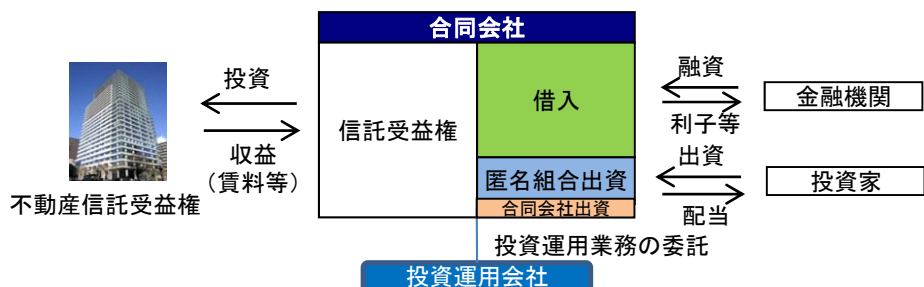 合同会社
投資
収益
(賃料等)
不動産信託受益権
信託受益権
借入
匿名組合出資
合同会社出資
融資
利子等
金融機関
出資
配当
投資家
投資運用業務の委託
投資運用会社